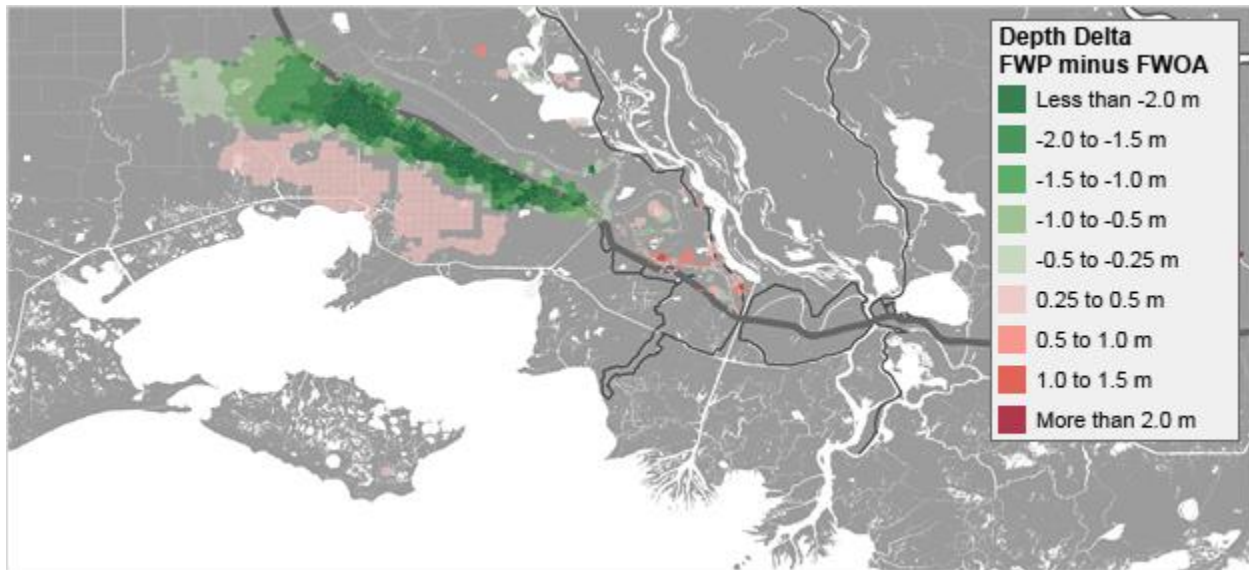 Depth Delta
FWP minus FWOA
Less than -2.0 m
-2.0 to -1.5 m
-1.5 to -1.0 m
-1.0 to -0.5 m
-0.5 to -0.25 m
0.25 to 0.5 m
0.5 to 1.0 m
1.0 to 1.5 m
More than 2.0 m